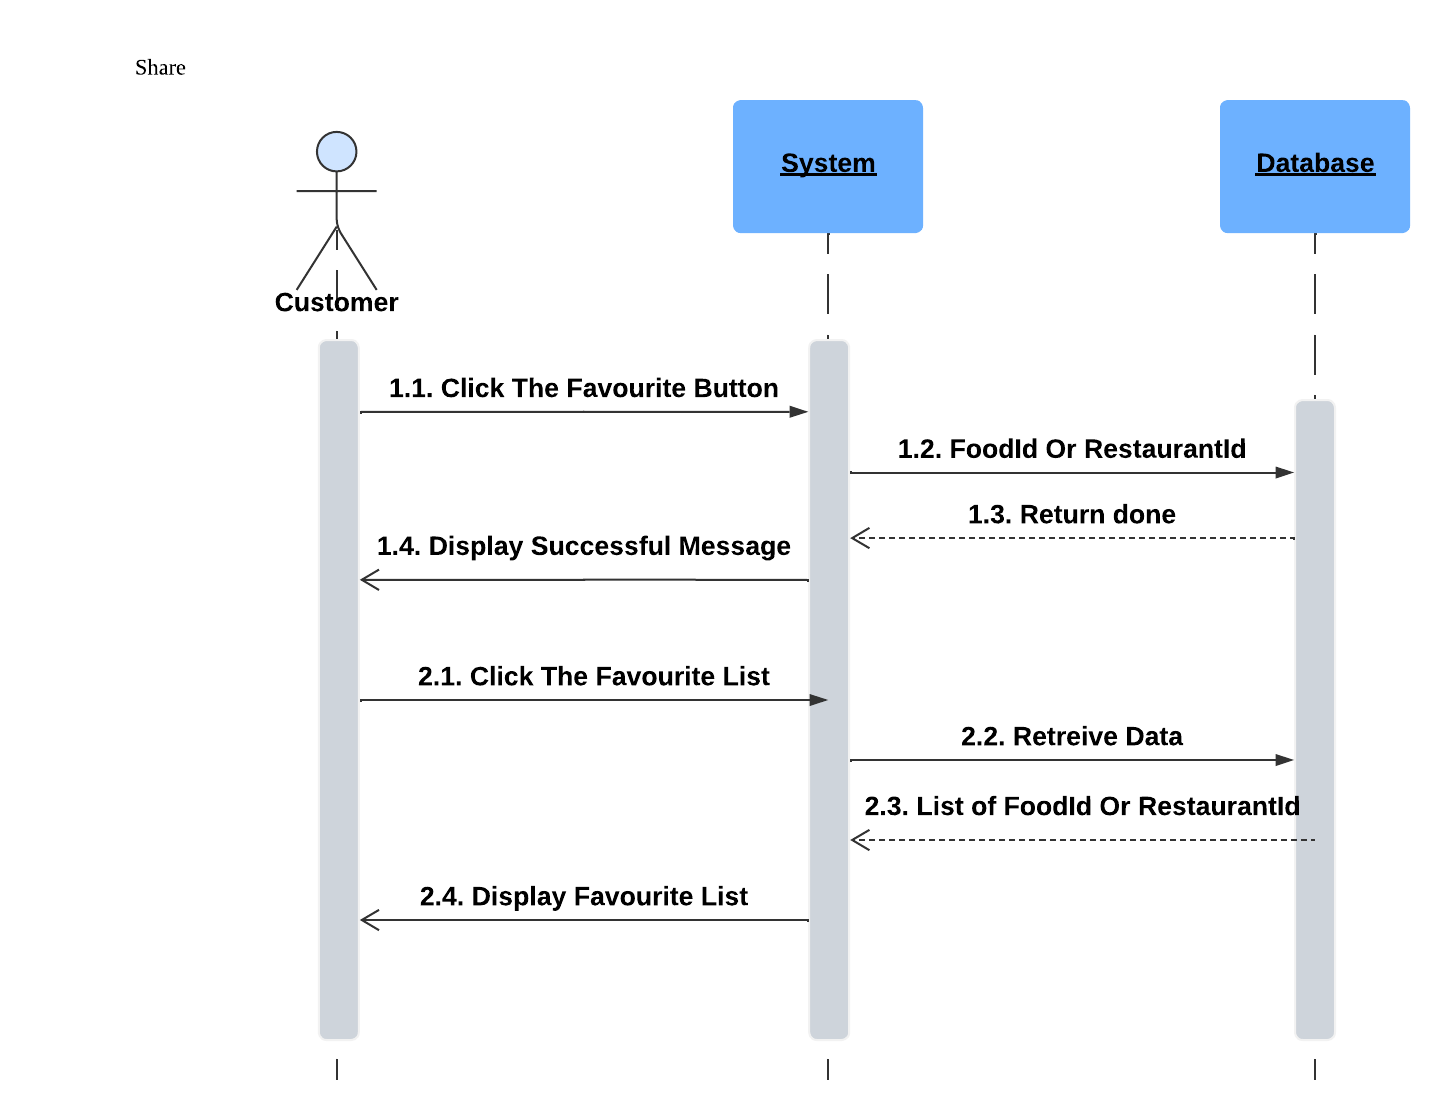 Share
System
Database
Customer
1.1. Click The Favourite Button
1.2. FoodId Or RestaurantId
1.3. Return done
1.4. Display Successful Message
2.1. Click The Favourite List
2.2. Retreive Data
2.3. List of FoodId Or RestaurantId
2.4. Display Favourite List